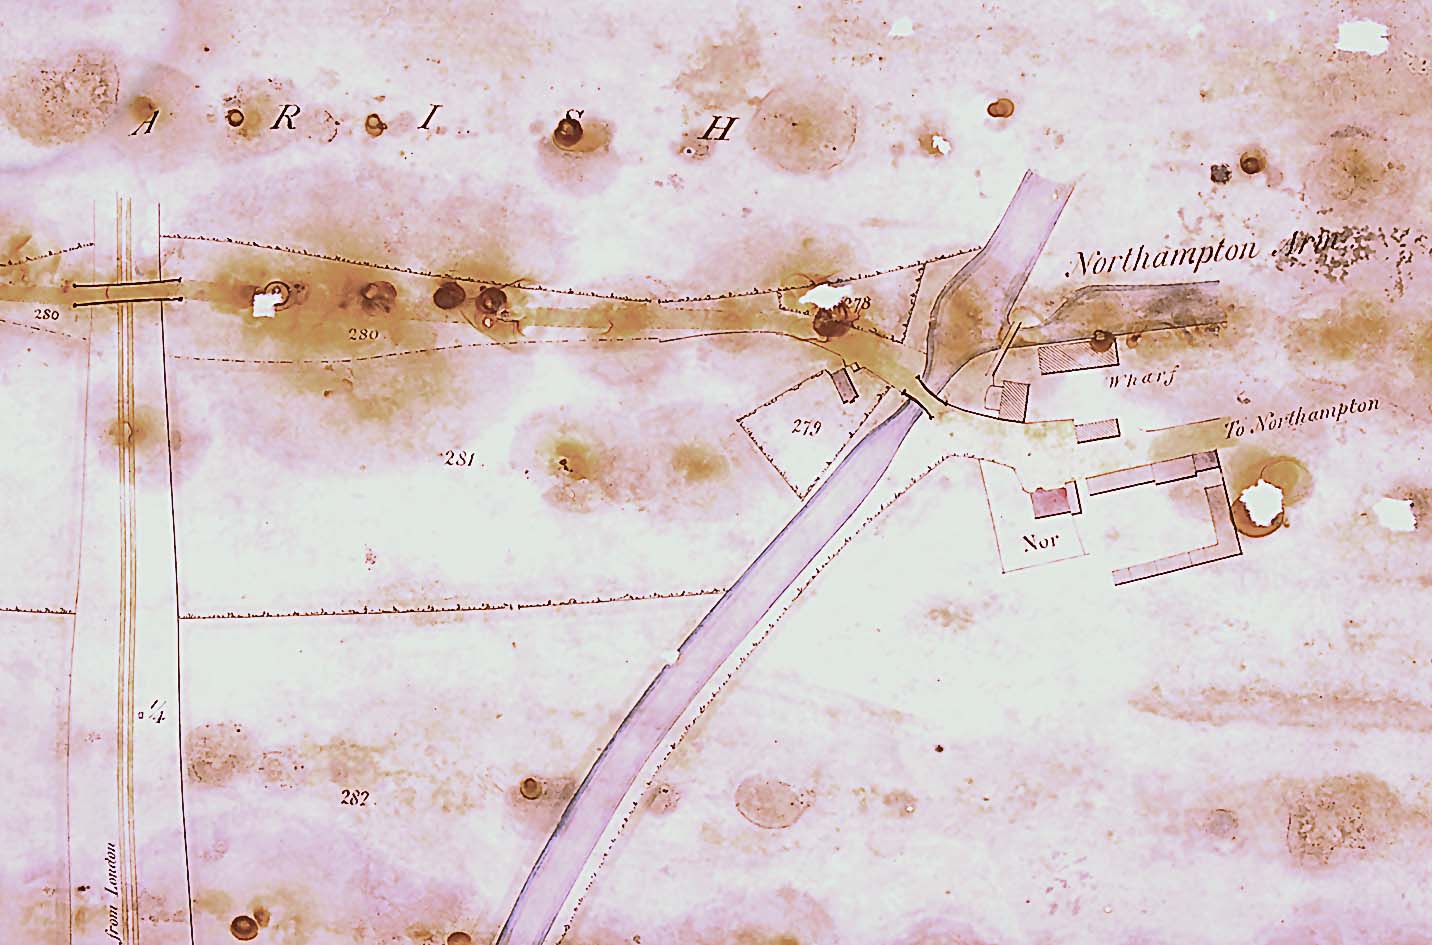 A R I S H
Northampton Arm
278
280
280
Wharf
To Northampton
279
281.
Nor
1/4
282.
from London